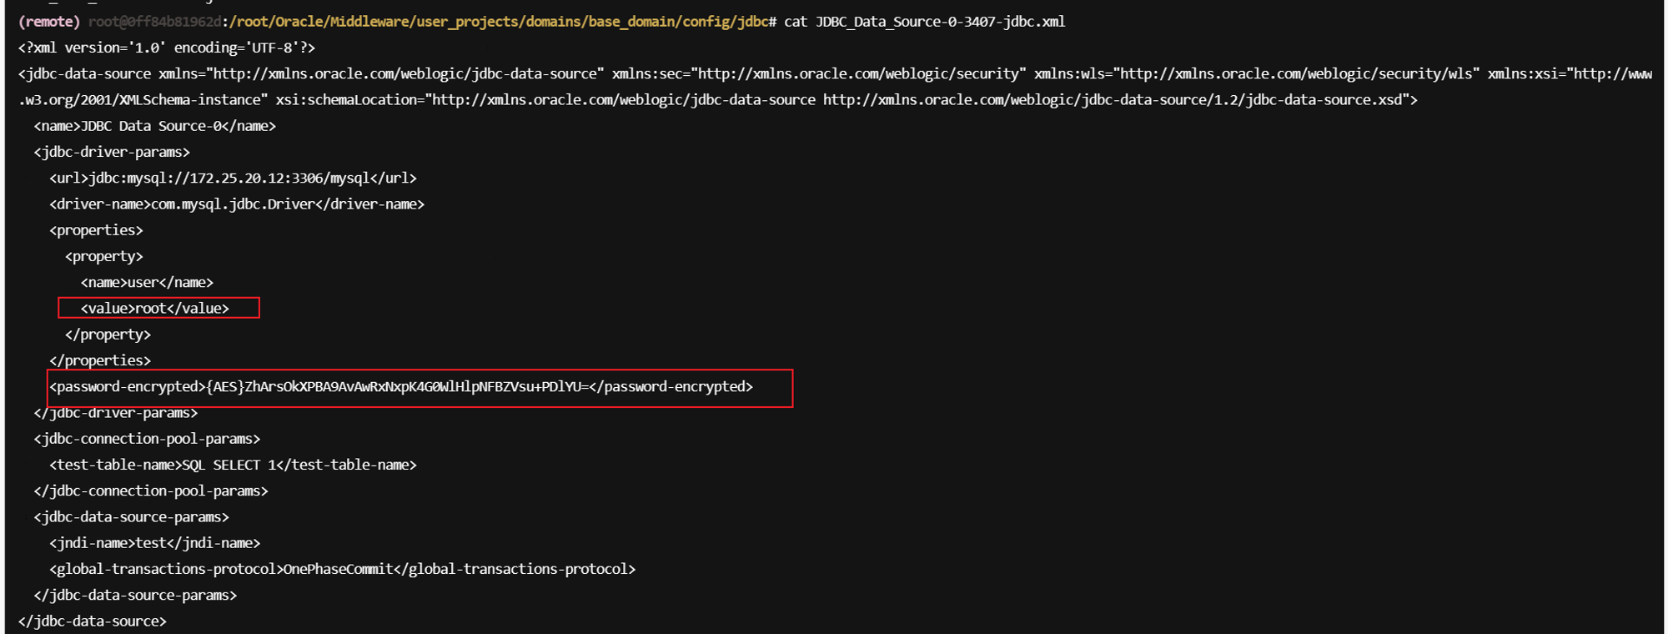 (remote) root@0ff84b81962d:/root/Oracle/Middleware/user_projects/domains/base_domain/config/jdbc# cat JDBC_Data_Source-0-3407-jdbc.xml
<?xml version='1.0' encoding='UTF-8'?>
<jdbc-data-source xmlns="http://xmlns.oracle.com/weblogic/jdbc-data-source" xmlns:sec="http://xmlns.oracle.com/weblogic/security" xmlns:wls="http://xmlns.oracle.com/weblogic/security/wls" xmlns:xsi="http://www
.w3.org/2001/XMLSchema-instance" xsi:schemaLocation="http://xmlns.oracle.com/weblogic/jdbc-data-source http://xmlns.oracle.com/weblogic/jdbc-data-source/1.2/jdbc-data-source.xsd">
<name>JDBC Data Source-0</name>
<jdbc-driver-params>
<url>jdbc:mysql://172.25.20.12:3306/mysql</url>
<driver-name>com.mysql.jdbc.Driver</driver-name>
<properties>
<property>
<name>user</name>
<value>root</value>
</property>
</properties>
<password-encrypted>{AES}ZhArsOkXPBA9AvAwRxNxpK4G0WlHlpNFBZVsu+PDlYU=</password-encrypted>
</jdbc-driver-params>
<jdbc-connection-pool-params>
<test-table-name>SQL SELECT 1</test-table-name>
</jdbc-connection-pool-params>
<jdbc-data-source-params>
<jndi-name>test</jndi-name>
<global-transactions-protocol>OnePhaseCommit</global-transactions-protocol>
</jdbc-data-source-params>
</jdbc-data-source>